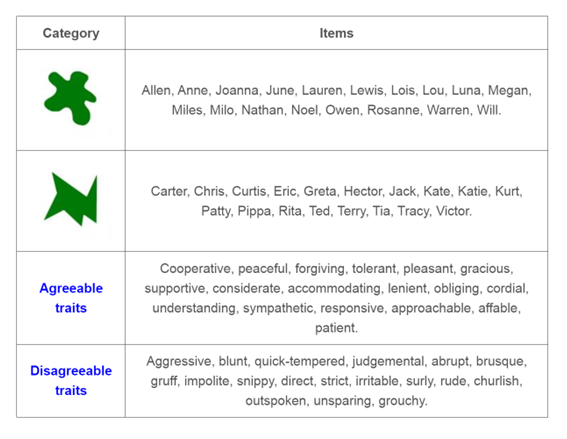 Category
Items
Allen, Anne, Joanna, June, Lauren, Lewis, Lois, Lou, Luna, Megan,
Miles, Milo, Nathan, Noel, Owen, Rosanne, Warren, Will.
Carter, Chris, Curtis, Eric, Greta, Hector, Jack, Kate, Katie, Kurt,
Patty, Pippa, Rita, Ted, Terry, Tia, Tracy, Victor.
Agreeable
traits
Cooperative, peaceful, forgiving, tolerant, pleasant, gracious,
supportive, considerate, accommodating, lenient, obliging, cordial,
understanding, sympathetic, responsive, approachable, affable,
patient.
Disagreeable
traits
Aggressive, blunt, quick-tempered, judgemental, abrupt, brusque,
gruff, impolite, snippy, direct, strict, irritable, surly, rude, churlish,
outspoken, unsparing, grouchy.